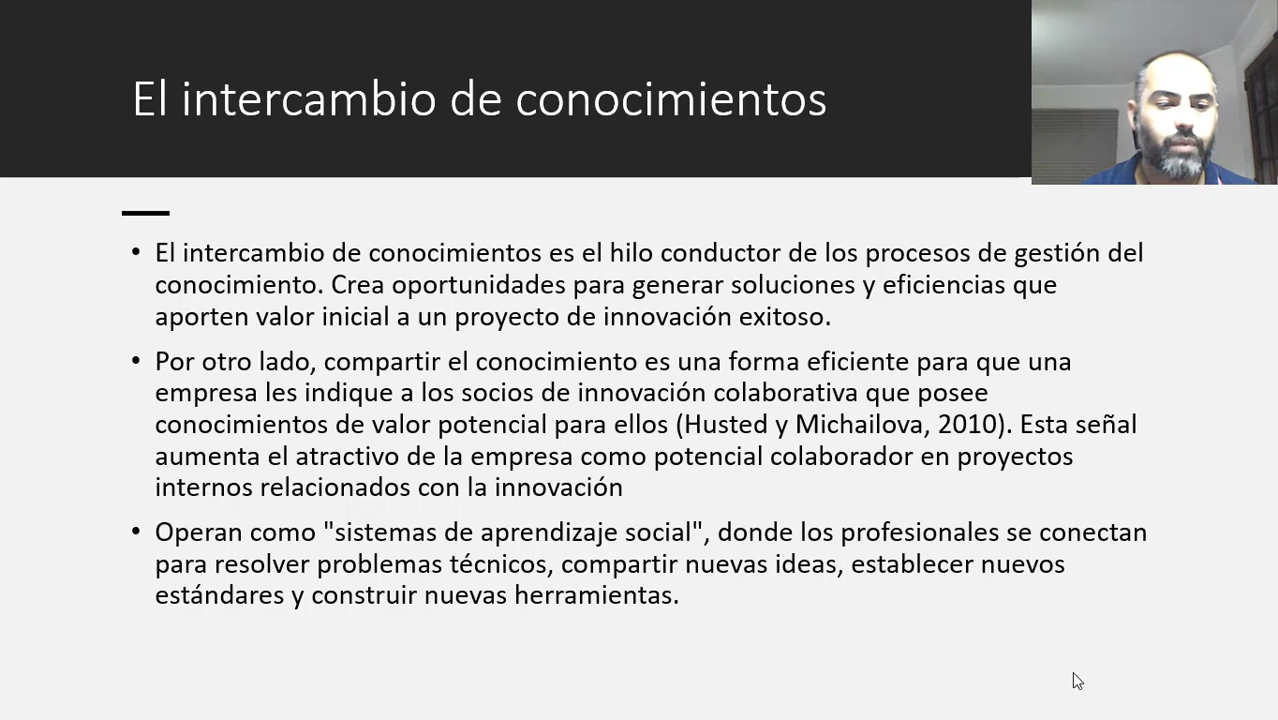 El intercambio de conocimientos
• El intercambio de conocimientos es el hilo conductor de los procesos de gestión del
conocimiento. Crea oportunidades para generar soluciones y eficiencias que
aporten valor inicial a un proyecto de innovación exitoso.
• Por otro lado, compartir el conocimiento es una forma eficiente para que una
empresa les indique a los socios de innovación colaborativa que posee
conocimientos de valor potencial para ellos (Husted y Michailova, 2010). Esta señal
aumenta el atractivo de la empresa como potencial colaborador en proyectos
internos relacionados con la innovación
• Operan como "sistemas de aprendizaje social", donde los profesionales se conectan
para resolver problemas técnicos, compartir nuevas ideas, establecer nuevos
estándares y construir nuevas herramientas.